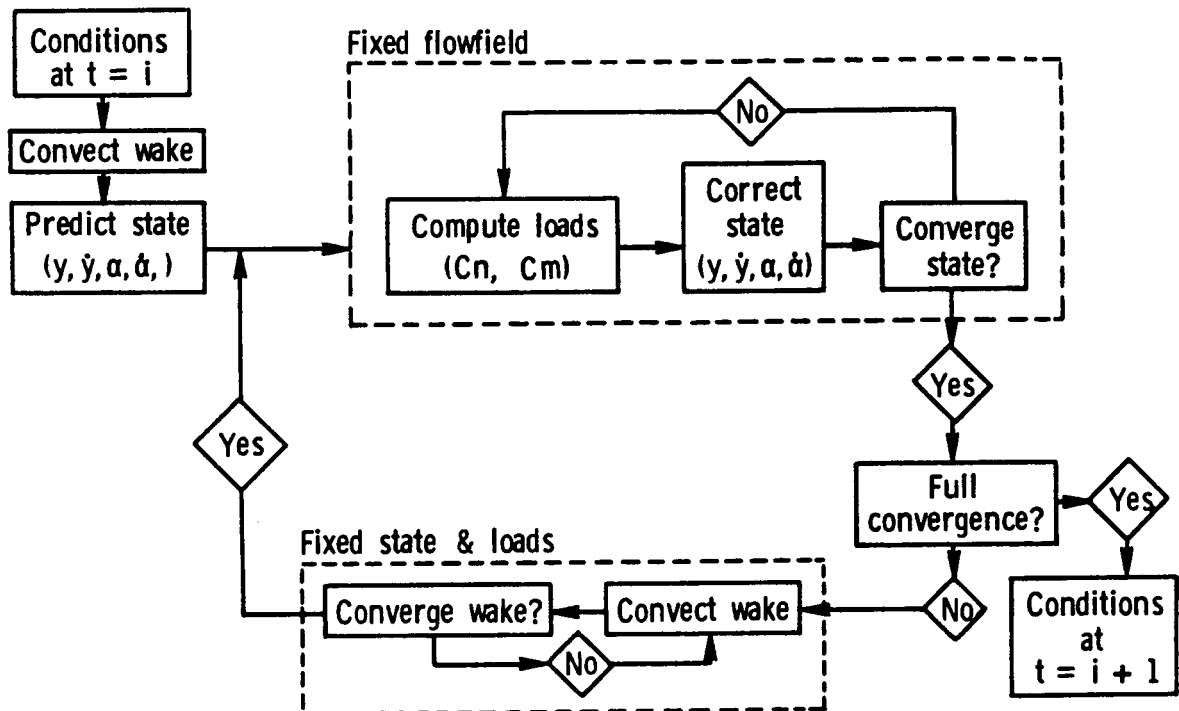 Conditions
at t = i
Convect wake
Predict state
(y, ẏ, α, α̇, )
Fixed flowfield
No
Compute loads
(Cn, Cm)
Correct
state
(y, ẏ, α, α̇)
Converge
state?
Yes
Full
convergence?
Yes
Conditions
at
t = i + 1
No
Fixed state & loads
Convect wake
Converge wake?
No
Yes